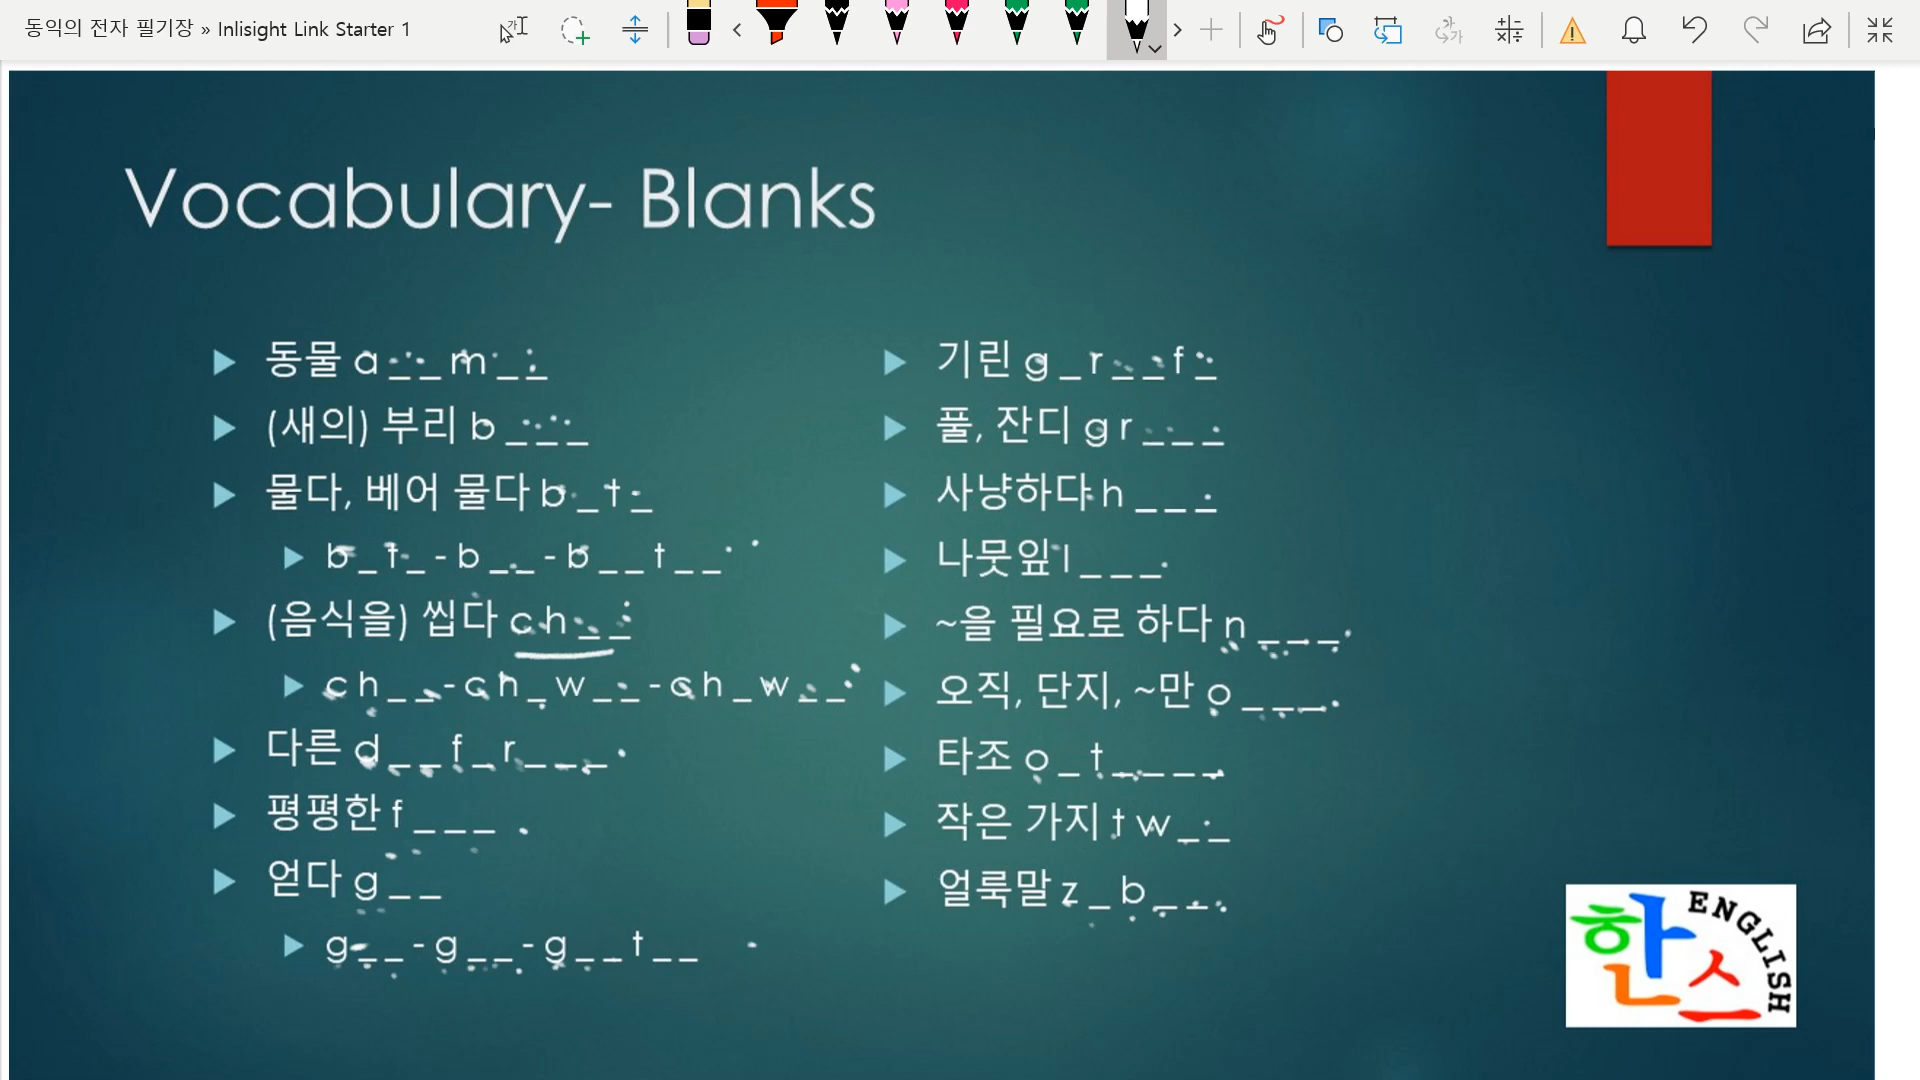 동익의 전자 필기장 » Inlisight Link Starter 1
Vocabulary- Blanks
동물 a _ _ m _ _
(새의) 부리 b _ _ _
물다, 베어 물다 b _ t _
b _ t _ - b _ _ - b _ _ t _ _
(음식을) 씹다 c h _ _
c h _ _ - c h _ w _ _ - c h _ w _ _
다른 d _ _ f _ r _ _ _
평평한 f _ _ _
얻다 g _ _
g _ _ - g _ _ - g _ _ t _ _
기린 g _ r _ _ f _
풀, 잔디 g r _ _ _
사냥하다 h _ _ _
나뭇잎 l _ _ _
~을 필요로 하다 n _ _ _
오직, 단지, ~만 o _ _ _
타조 o _ t _ _ _ _
작은 가지 t w _ _
얼룩말 z _ b _ _
한스 ENGLISH